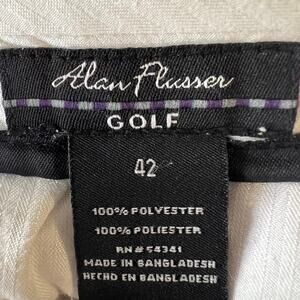 Alan Flusser
GOLF
42
100% POLYESTER
100% POLIESTER
RN# 54341
MADE IN BANGLADESH
HECHO EN BANGLADESH